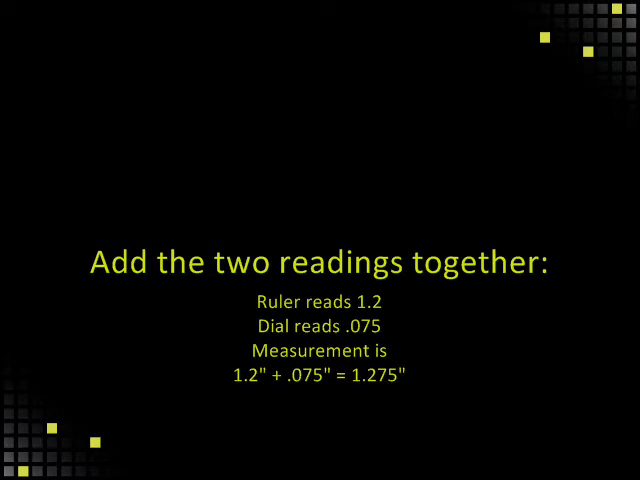 Add the two readings together:
Ruler reads 1.2
Dial reads .075
Measurement is
1.2" + .075" = 1.275"